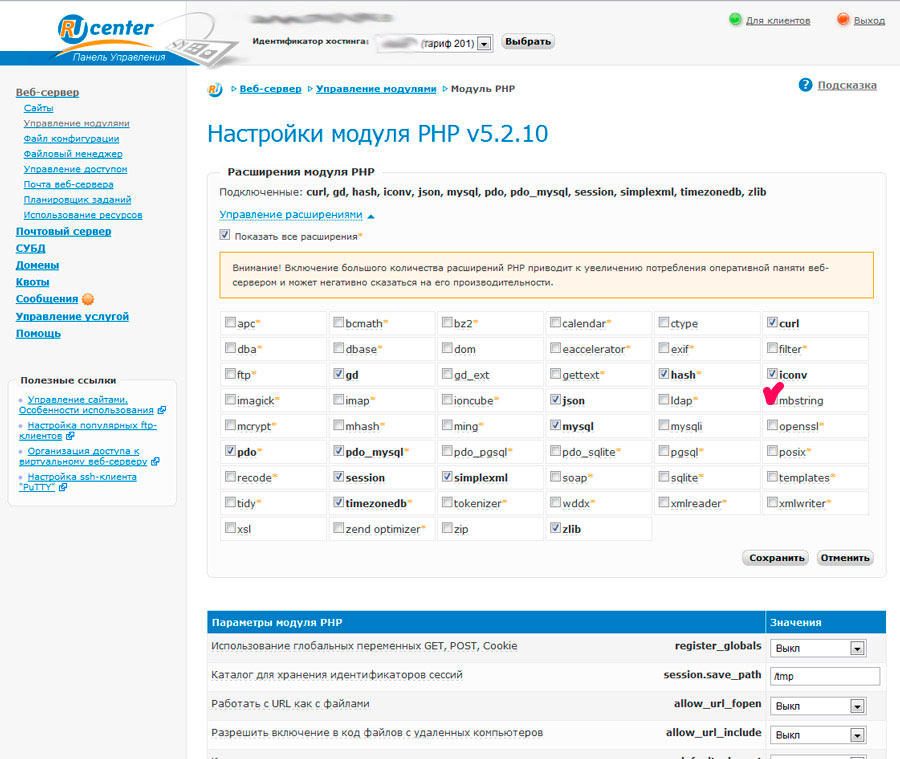 RUcenter
Панель Управления
Идентификатор хостинга: (тариф 201) Выбрать
Для клиентов Выход
Веб-сервер
Сайты
Управление модулями
Файл конфигурации
Файловый менеджер
Управление доступом
Почта веб-сервера
Планировщик заданий
Использование ресурсов
Почтовый сервер
СУБД
Домены
Квоты
Сообщения
Управление услугой
Помощь
Полезные ссылки
Управление сайтами.
Особенности использования
Настройка популярных ftp-
клиентов
Организация доступа к
виртуальному веб-серверу
Настройка ssh-клиента
"PuTTY"
Ru Веб-сервер Управление модулями Модуль PHP
? Подсказка
Настройки модуля PHP v5.2.10
Расширения модуля PHP
Подключенные: curl, gd, hash, iconv, json, mysql, pdo, pdo_mysql, session, simplexml, timezonedb, zlib
Управление расширениями
Показать все расширения*
Внимание! Включение большого количества расширений PHP приводит к увеличению потребления оперативной памяти веб-
сервером и может негативно сказаться на его производительности.
apc* bcmath* bz2* calendar* ctype curl
dba* dbase* dom eaccelerator* exif* filter*
ftp* gd gd_ext gettext* hash* iconv
imagick* imap* ioncube* json ldap* mbstring
mcrypt* mhash* ming* mysql mysqli openssl*
pdo* pdo_mysql* pdo_pgsql* pdo_sqlite* pgsql* posix*
recode* session simplexml soap* sqlite* templates*
tidy* timezonedb* tokenizer* wddx* xmlreader* xmlwriter*
xsl zend optimizer* zip zlib
Сохранить Отменить
Параметры модуля PHP Значения
Использование глобальных переменных GET, POST, Cookie register_globals Выкл
Каталог для хранения идентификаторов сессий session.save_path /tmp
Работать с URL как с файлами allow_url_fopen Выкл
Разрешить включение в код файлов с удаленных компьютеров allow_url_include Выкл